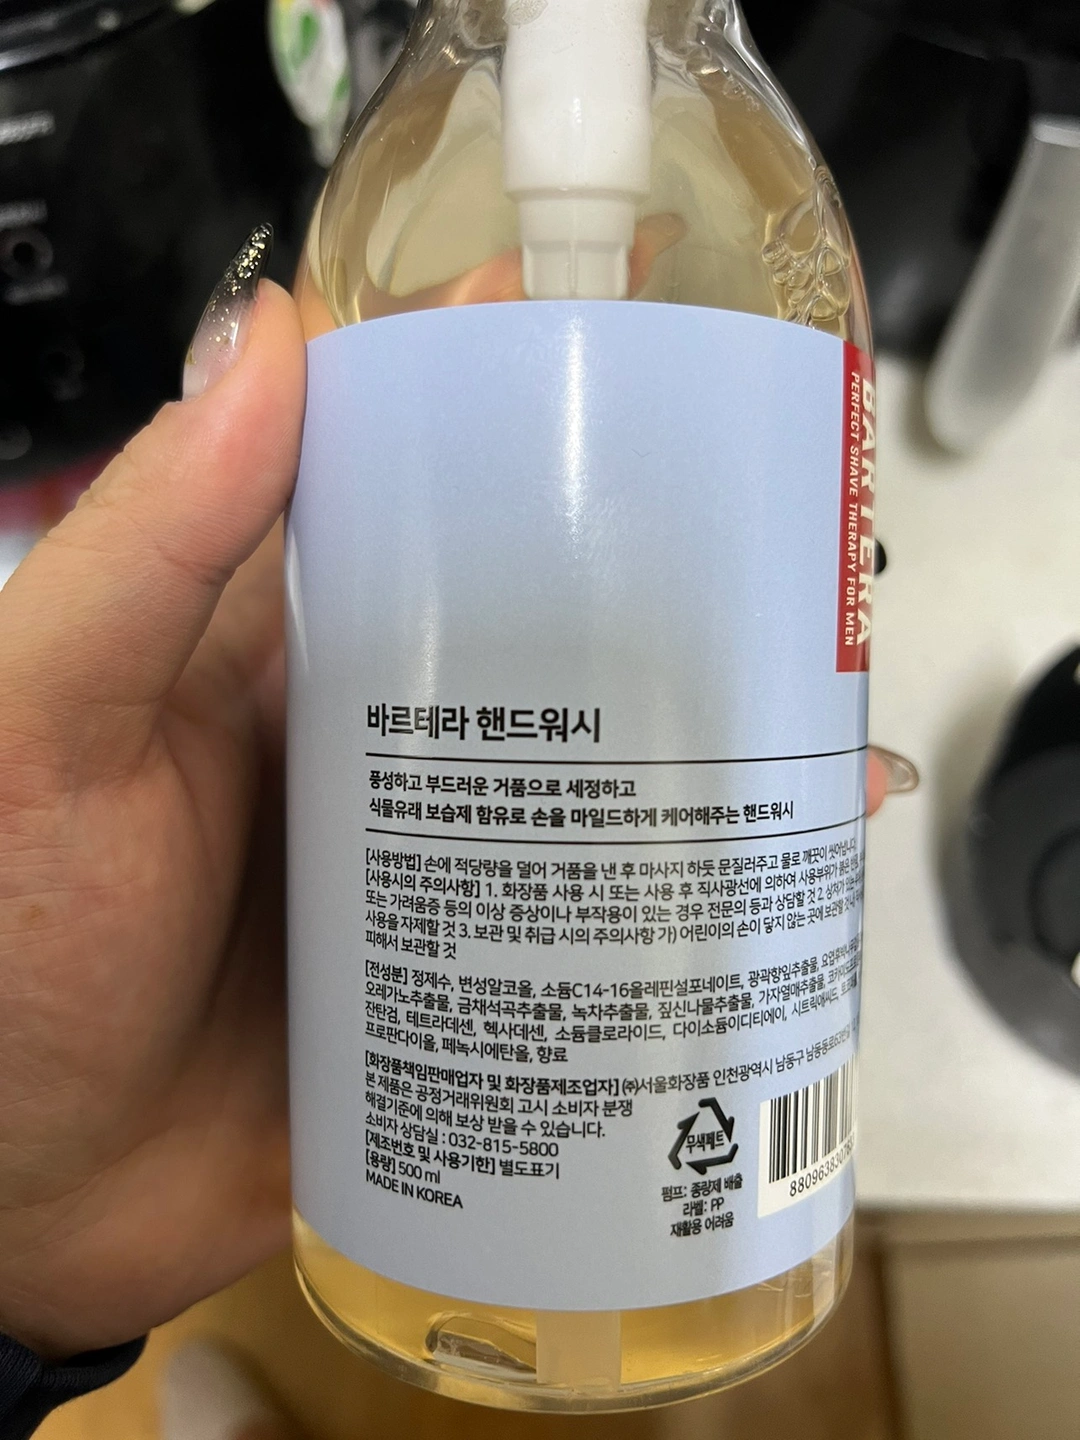 BARTERA
PERFECT SHAVE THERAPY FOR MEN
바르테라 핸드워시
풍성하고 부드러운 거품으로 세정하고
식물유래 보습제 함유로 손을 마일드하게 케어해주는 핸드워시
[사용방법] 손에 적당량을 덜어 거품을 낸 후 마사지 하듯 문질러주고 물로 깨끗이 씻어냅니다.
[사용시의 주의사항] 1. 화장품 사용 시 또는 사용 후 직사광선에 의하여 사용부위가 붉은
또는 가려움증 등의 이상 증상이나 부작용이 있는 경우 전문의 등과 상담할 것 2. 상처가 있는
사용을 자제할 것 3. 보관 및 취급 시의 주의사항 가) 어린이의 손이 닿지 않는 곳에 보관할 것
피해서 보관할 것
[전성분] 정제수, 변성알코올, 소듐C14-16올레핀설포네이트, 광곽향잎추출물,
오레가노추출물, 금채석곡추출물, 녹차추출물, 짚신나물추출물, 가자열매추출물,
잔탄검, 테트라데센, 헥사데센, 소듐클로라이드, 다이소듐이디티에이, 시트릭애씨드,
프로판다이올, 페녹시에탄올, 향료
[화장품책임판매업자 및 화장품제조업자] ㈜서울화장품 인천광역시 남동구 남동동로63번길
본 제품은 공정거래위원회 고시 소비자 분쟁
해결기준에 의해 보상 받을 수 있습니다.
소비자 상담실 : 032-815-5800
[제조번호 및 사용기한] 별도표기
[용량] 500 ml
MADE IN KOREA
무색페트
펌프: 종량제 배출
라벨: PP
재활용 어려움